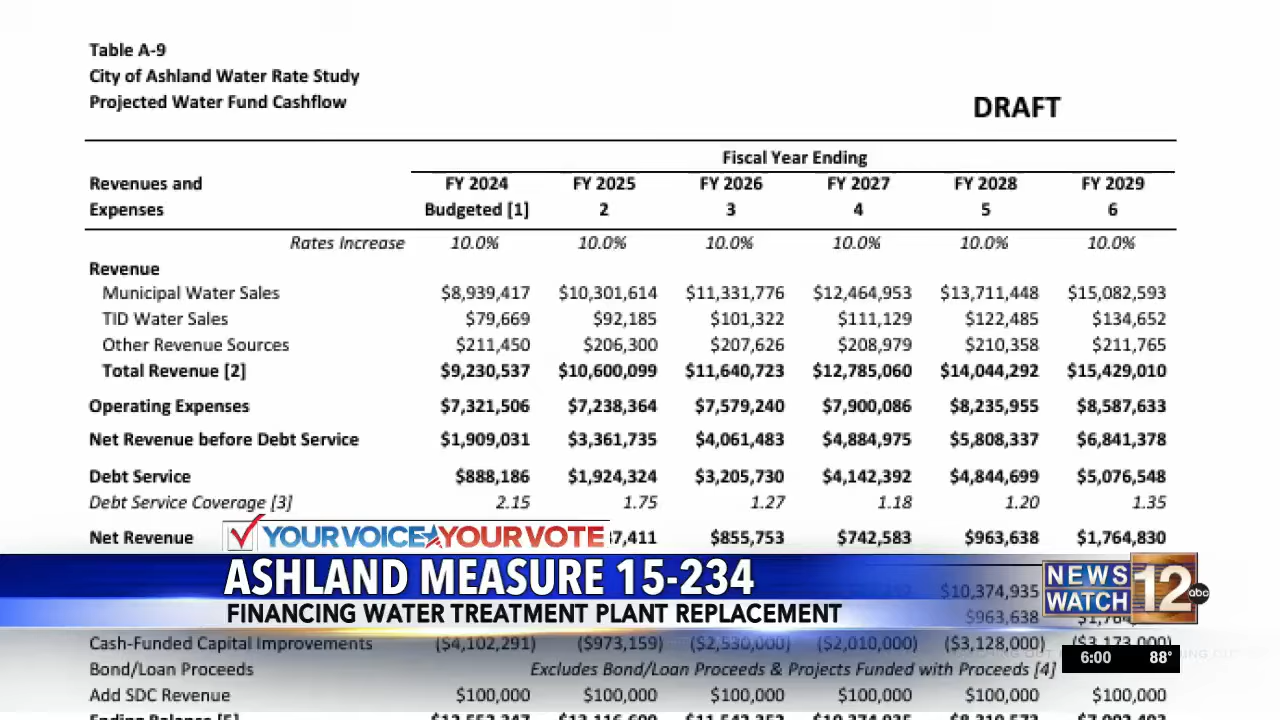 Table A-9
City of Ashland Water Rate Study
Projected Water Fund Cashflow
DRAFT
Fiscal Year Ending
Revenues and FY 2024 FY 2025 FY 2026 FY 2027 FY 2028 FY 2029
Expenses Budgeted [1] 2 3 4 5 6
Rates Increase 10.0% 10.0% 10.0% 10.0% 10.0% 10.0%
Revenue
Municipal Water Sales $8,939,417 $10,301,614 $11,331,776 $12,464,953 $13,711,448 $15,082,593
TID Water Sales $79,669 $92,185 $101,322 $111,129 $122,485 $134,652
Other Revenue Sources $211,450 $206,300 $207,626 $208,979 $210,358 $211,765
Total Revenue [2] $9,230,537 $10,600,099 $11,640,723 $12,785,060 $14,044,292 $15,429,010
Operating Expenses $7,321,506 $7,238,364 $7,579,240 $7,900,086 $8,235,955 $8,587,633
Net Revenue before Debt Service $1,909,031 $3,361,735 $4,061,483 $4,884,975 $5,808,337 $6,841,378
Debt Service $888,186 $1,924,324 $3,205,730 $4,142,392 $4,844,699 $5,076,548
Debt Service Coverage [3] 2.15 1.75 1.27 1.18 1.20 1.35
Net Revenue 7,411 $855,753 $742,583 $963,638 $1,764,830
YOUR VOICE YOUR VOTE
ASHLAND MEASURE 15-234
FINANCING WATER TREATMENT PLANT REPLACEMENT
$10,374,935
$963,638
NEWS WATCH 12 abc
Cash-Funded Capital Improvements ($4,102,291) ($973,159) ($2,530,000) ($2,010,000) ($3,128,000) ($3,173,000)
6:00 88°
Bond/Loan Proceeds Excludes Bond/Loan Proceeds & Projects Funded with Proceeds [4]
Add SDC Revenue $100,000 $100,000 $100,000 $100,000 $100,000 $100,000
Ending Balance [5]